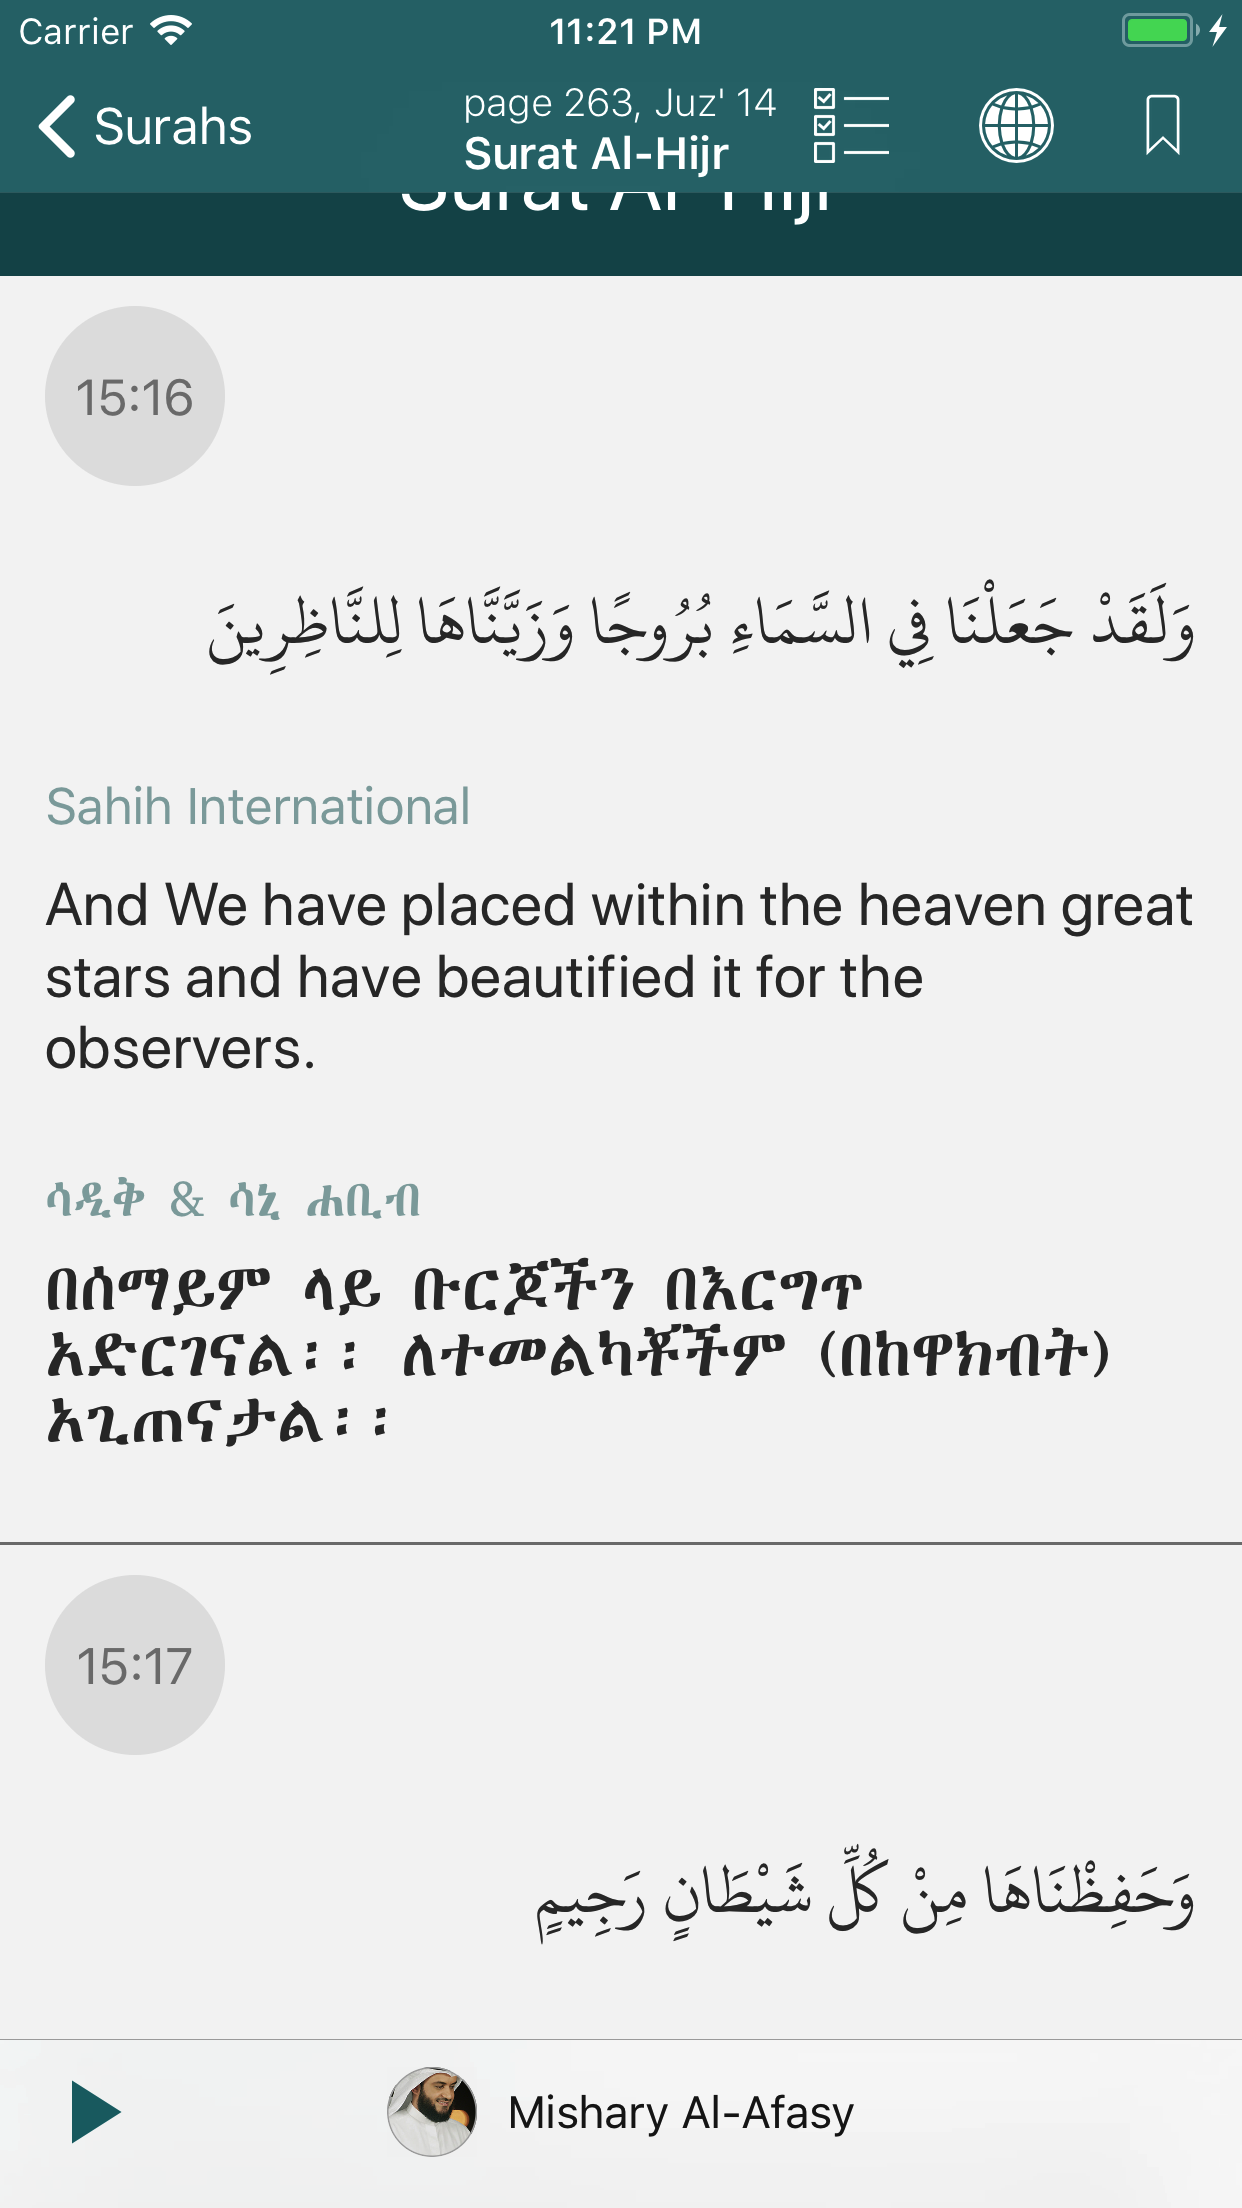 Carrier
11:21 PM
Surahs
page 263, Juz' 14
Surat Al-Hijr
Surat Al-Hijr
15:16
وَلَقَدْ جَعَلْنَا فِي السَّمَاءِ بُرُوجًا وَزَيَّنَّاهَا لِلنَّاظِرِينَ
Sahih International
And We have placed within the heaven great
stars and have beautified it for the
observers.
ሳዲቅ & ሳኒ ሐቢብ
በሰማይም ላይ ቡርጆችን በእርግጥ
አድርገናል፡፡ ለተመልካቾችም (በከዋክብት)
አጊጠናታል፡፡
15:17
وَحَفِظْنَاهَا مِنْ كُلِّ شَيْطَانٍ رَجِيمٍ
Mishary Al-Afasy